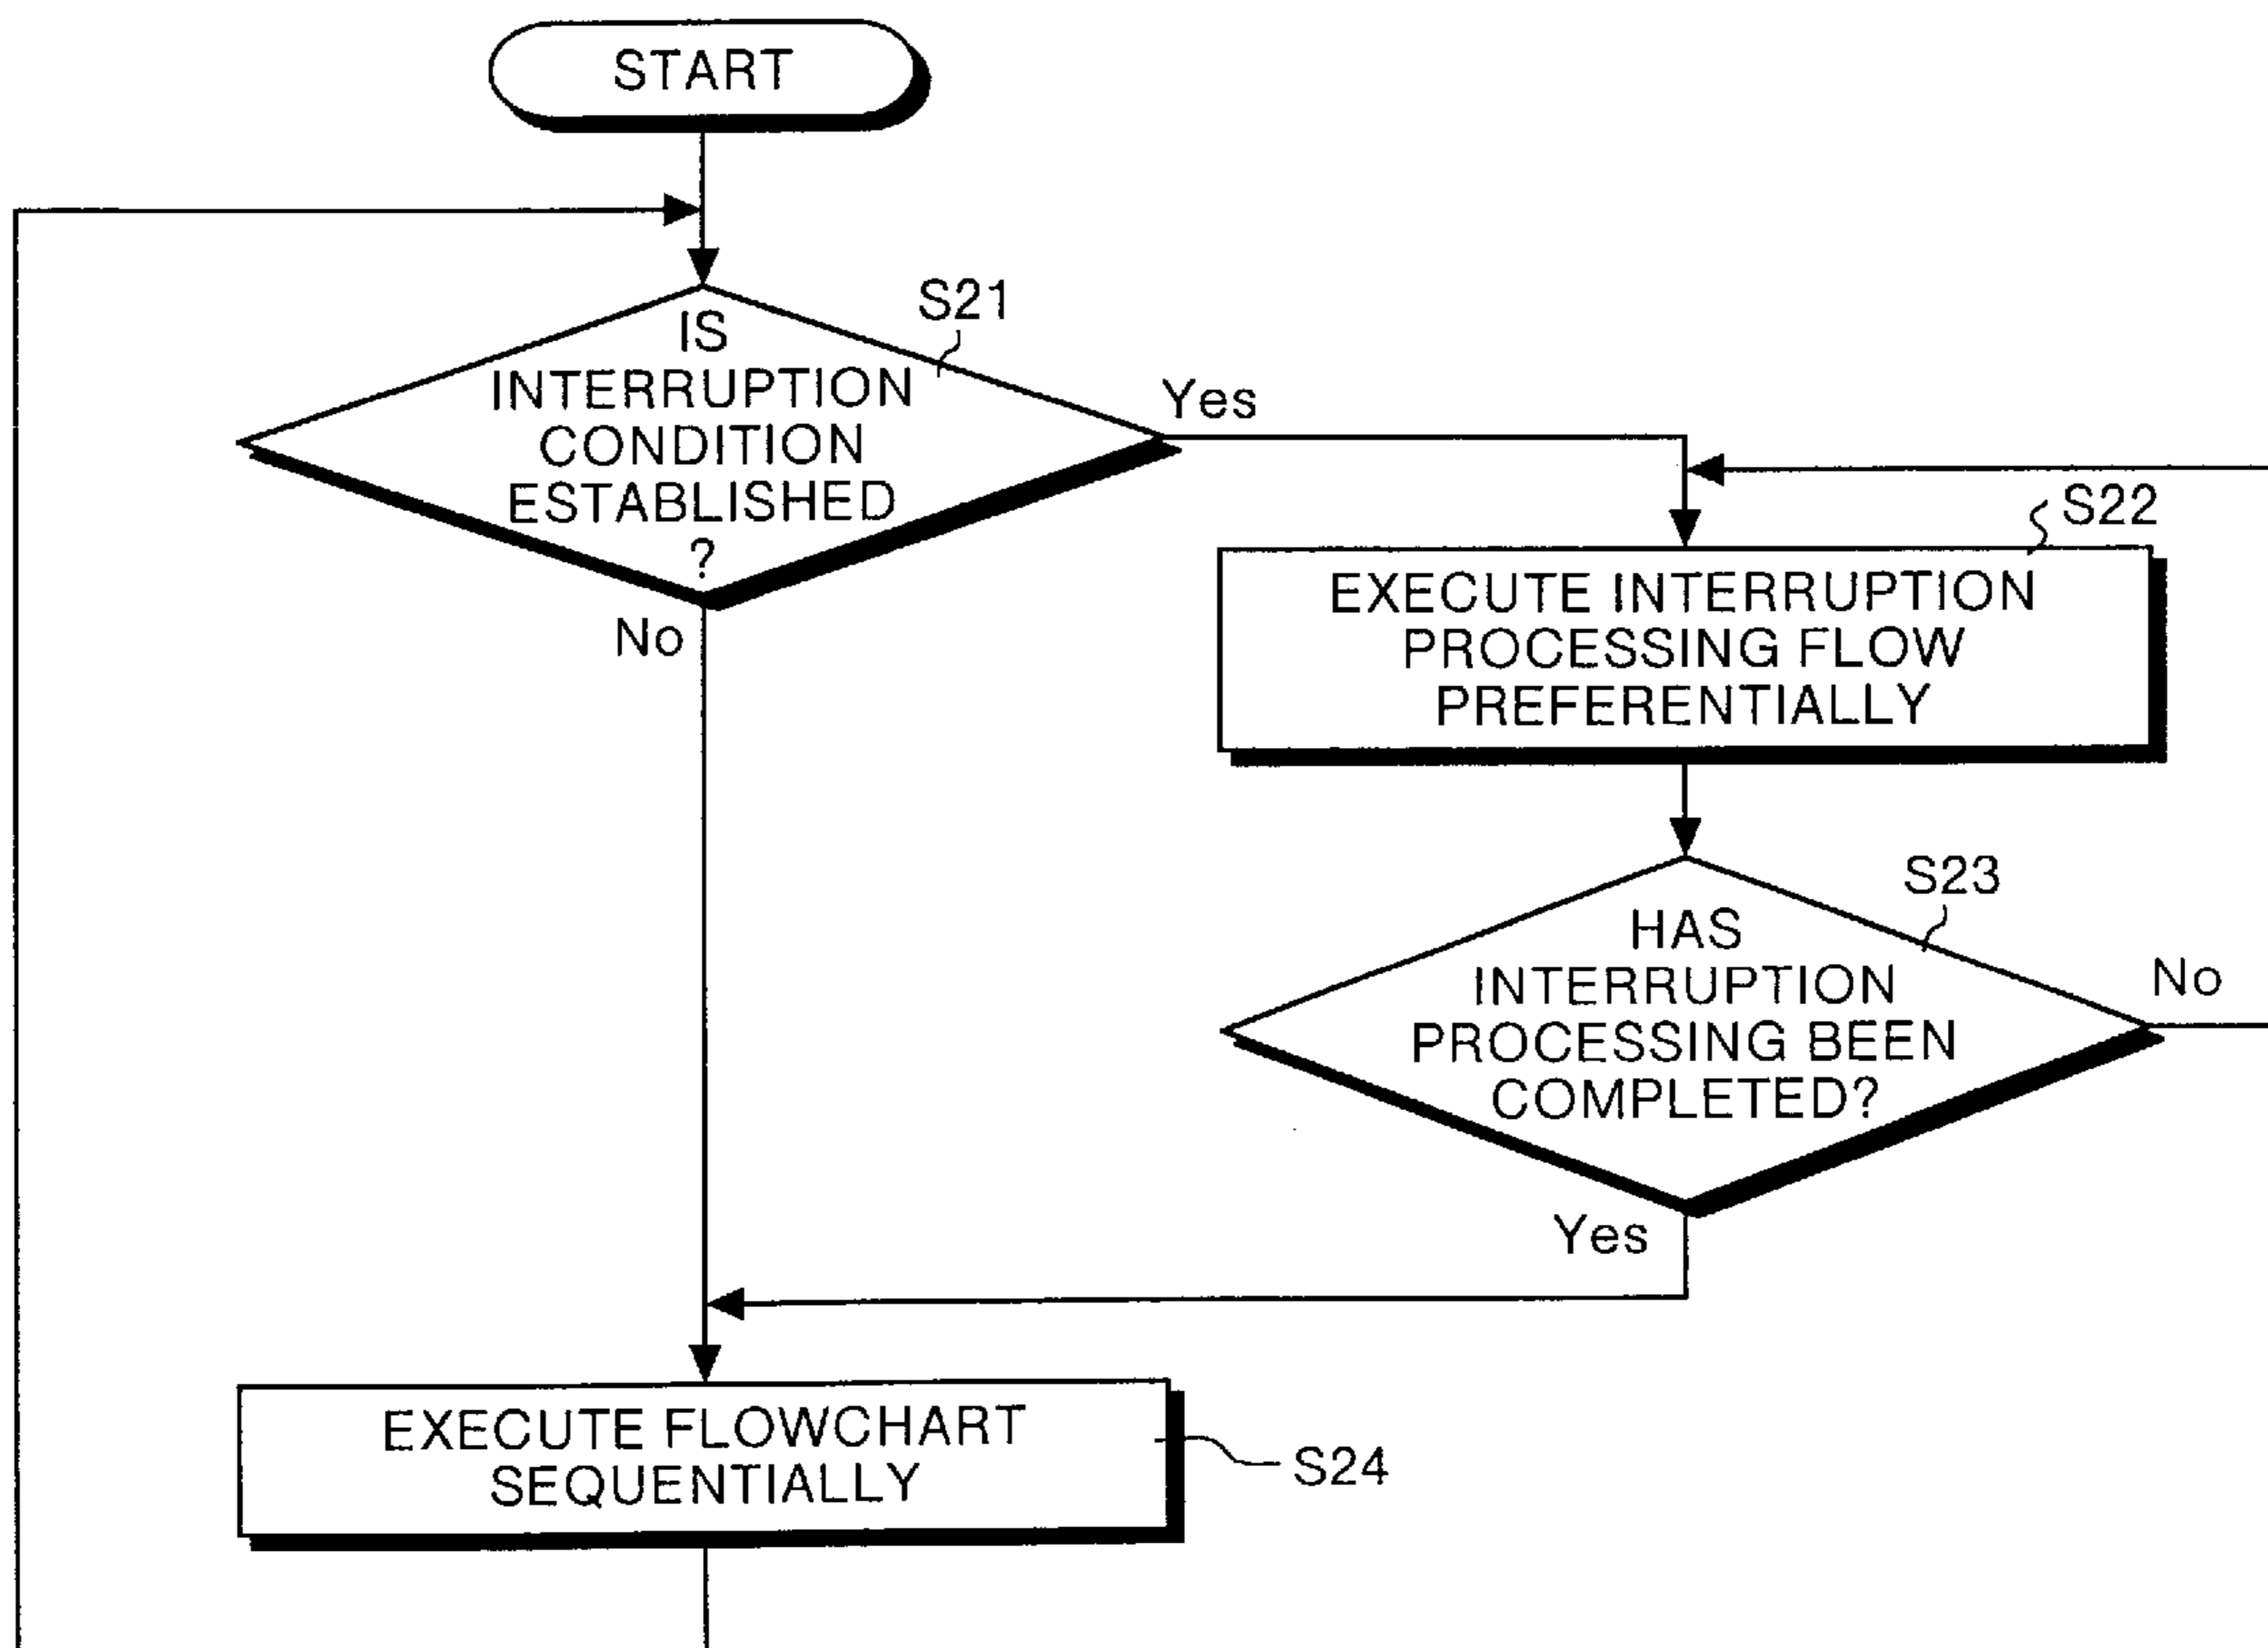 START
S21
IS
INTERRUPTION
CONDITION
ESTABLISHED
?
Yes
No
S22
EXECUTE INTERRUPTION
PROCESSING FLOW
PREFERENTIALLY
S23
HAS
INTERRUPTION
PROCESSING BEEN
COMPLETED?
No
Yes
EXECUTE FLOWCHART
SEQUENTIALLY
S24